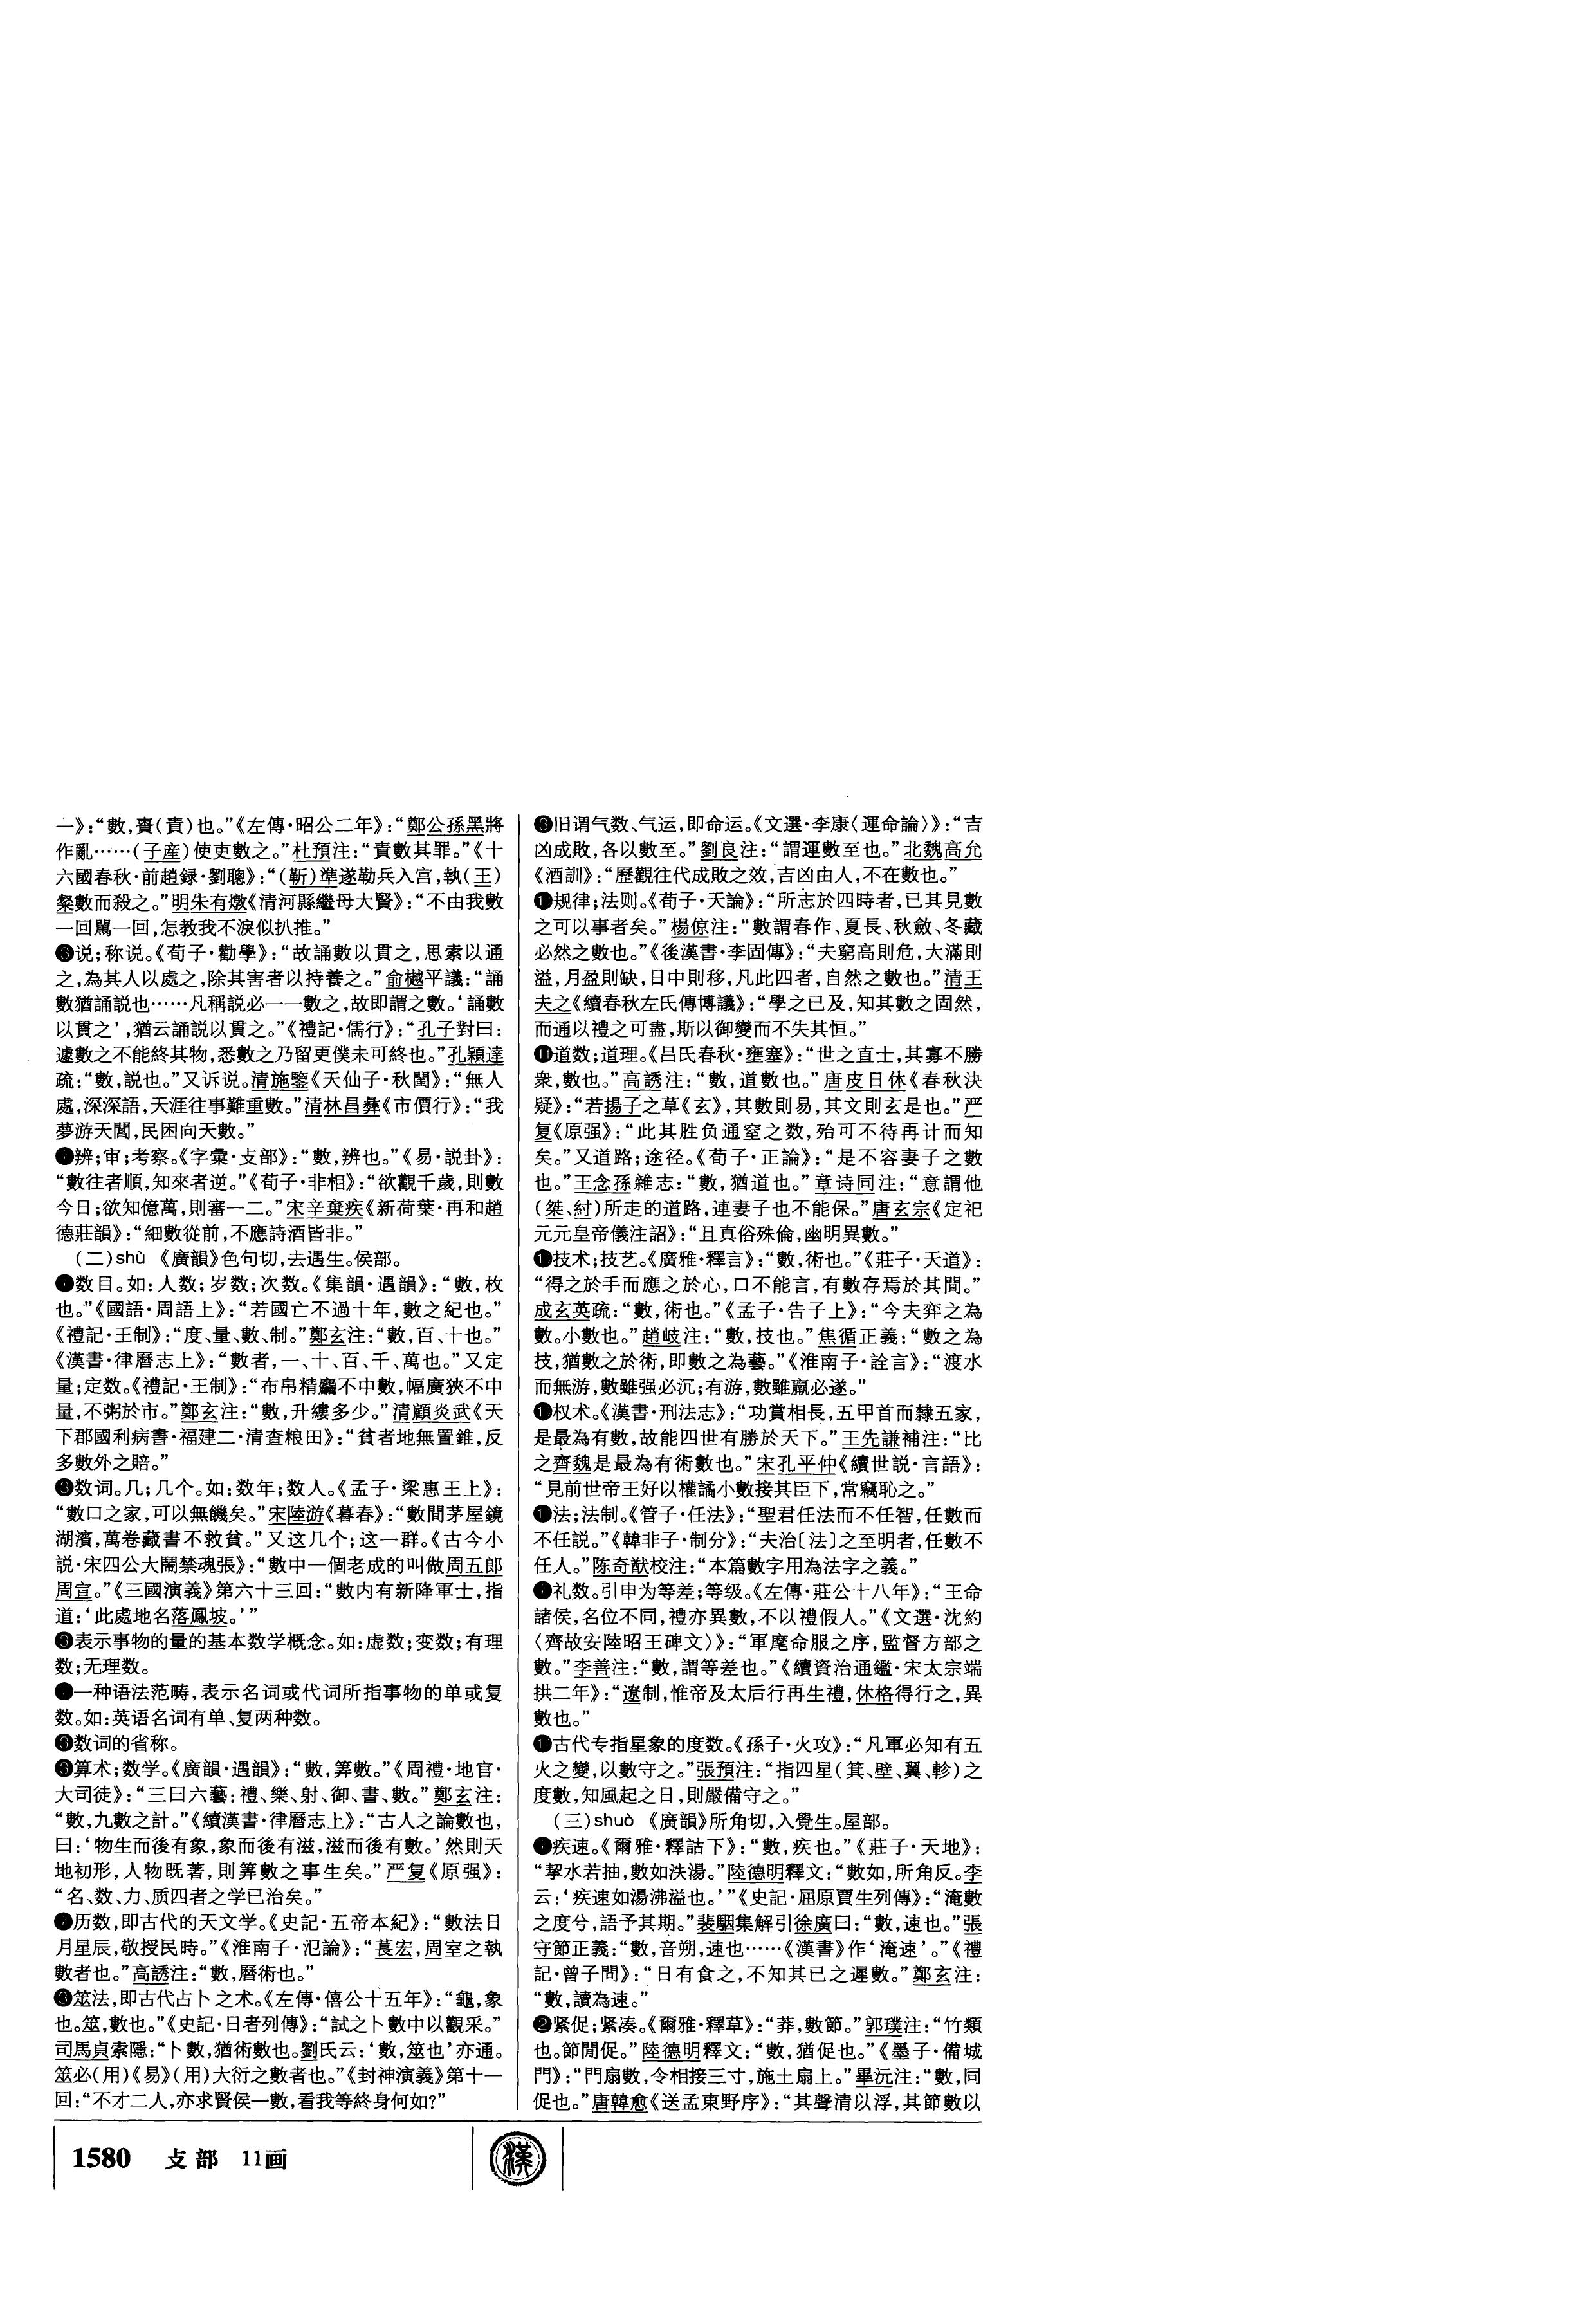 一》：“數，責（責）也。”《左傳·昭公二年》：“鄭公孫黑將
作亂……（子産）使吏數之。”杜預注：“責數其罪。”《十
六國春秋·前趙録·劉聰》：“（靳）準遂勒兵入宫，執（王）
粲數而殺之。”明朱有燉《清河縣繼母大賢》：“不由我數
一回駡一回，怎教我不淚似扒推。”
❸说；称说。《荀子·勸學》：“故誦數以貫之，思索以通
之，為其人以處之，除其害者以持養之。”俞樾平議：“誦
數猶誦説也……凡稱説必一一數之，故即謂之數。‘誦數
以貫之’，猶云誦説以貫之。”《禮記·儒行》：“孔子對曰：
遽數之不能終其物，悉數之乃留更僕未可終也。”孔穎達
疏：“數，説也。”又诉说。清施鑒《天仙子·秋閨》：“無人
處，深深語，天涯往事難重數。”清林昌彝《市價行》：“我
夢游天閶，民困向天數。”
辨；审；考察。《字彙·攴部》：“數，辨也。”《易·説卦》：
“數往者順，知來者逆。”《荀子·非相》：“欲觀千歲，則數
今日；欲知億萬，則審一二。”宋辛棄疾《新荷葉·再和趙
德莊韻》：“細數從前，不應詩酒皆非。”
（二）shù 《廣韻》色句切，去遇生。侯部。
数目。如：人数；岁数；次数。《集韻·遇韻》：“數，枚
也。”《國語·周語上》：“若國亡不過十年，數之紀也。”
《禮記·王制》：“度、量、數、制。”鄭玄注：“數，百、十也。”
《漢書·律曆志上》：“數者，一、十、百、千、萬也。”又定
量；定数。《禮記·王制》：“布帛精麤不中數，幅廣狹不中
量，不粥於市。”鄭玄注：“數，升縷多少。”清顧炎武《天
下郡國利病書·福建二·清查粮田》：“貧者地無置錐，反
多數外之賠。”
❸数词。几；几个。如：数年；数人。《孟子·梁惠王上》：
“數口之家，可以無饑矣。”宋陸游《暮春》：“數間茅屋鏡
湖濱，萬卷藏書不救貧。”又这几个；这一群。《古今小
説·宋四公大鬧禁魂張》：“數中一個老成的叫做周五郎
周宣。”《三國演義》第六十三回：“數内有新降軍士，指
道：‘此處地名落鳳坡。’”
❸表示事物的量的基本数学概念。如：虚数；变数；有理
数；无理数。
一种语法范畴，表示名词或代词所指事物的单或复
数。如：英语名词有单、复两种数。
❸数词的省称。
❸算术；数学。《廣韻·遇韻》：“數，筭數。”《周禮·地官·
大司徒》：“三曰六藝：禮、樂、射、御、書、數。”鄭玄注：
“數，九數之計。”《續漢書·律曆志上》：“古人之論數也，
曰：‘物生而後有象，象而後有滋，滋而後有數。’然則天
地初形，人物既著，則筭數之事生矣。”严复《原强》：
“名、数、力、质四者之学已治矣。”
历数，即古代的天文学。《史記·五帝本紀》：“數法日
月星辰，敬授民時。”《淮南子·氾論》：“萇宏，周室之執
數者也。”高誘注：“數，曆術也。”
❸筮法，即古代占卜之术。《左傳·僖公十五年》：“龜，象
也。筮，數也。”《史記·日者列傳》：“試之卜數中以觀采。”
司馬貞索隱：“卜數，猶術數也。劉氏云：‘數，筮也’亦通。
筮必（用）《易》（用）大衍之數者也。”《封神演義》第十一
回：“不才二人，亦求賢侯一數，看我等終身何如？”
❸旧谓气数、气运，即命运。《文選·李康〈運命論〉》：“吉
凶成敗，各以數至。”劉良注：“謂運數至也。”北魏高允
《酒訓》：“歷觀往代成敗之效，吉凶由人，不在數也。”
❶规律；法则。《荀子·天論》：“所志於四時者，已其見數
之可以事者矣。”楊倞注：“數謂春作、夏長、秋斂、冬藏
必然之數也。”《後漢書·李固傳》：“夫窮高則危，大滿則
溢，月盈則缺，日中則移，凡此四者，自然之數也。”清王
夫之《續春秋左氏傳博議》：“學之已及，知其數之固然，
而通以禮之可盡，斯以御變而不失其恒。”
⓫道数；道理。《吕氏春秋·壅塞》：“世之直士，其寡不勝
衆，數也。”高誘注：“數，道數也。”唐皮日休《春秋決
疑》：“若揚子之草《玄》，其數則易，其文則玄是也。”严
复《原强》：“此其胜负通窒之数，殆可不待再计而知
矣。”又道路；途径。《荀子·正論》：“是不容妻子之數
也。”王念孫雜志：“數，猶道也。”章诗同注：“意謂他
（桀、紂）所走的道路，連妻子也不能保。”唐玄宗《定祀
元元皇帝儀注詔》：“且真俗殊倫，幽明異數。”
❶技术；技艺。《廣雅·釋言》：“數，術也。”《莊子·天道》：
“得之於手而應之於心，口不能言，有數存焉於其間。”
成玄英疏：“數，術也。”《孟子·告子上》：“今夫弈之為
數。小數也。”趙岐注：“數，技也。”焦循正義：“數之為
技，猶數之於術，即數之為藝。”《淮南子·詮言》：“渡水
而無游，數雖强必沉；有游，數雖羸必遂。”
❶权术。《漢書·刑法志》：“功賞相長，五甲首而隸五家，
是最為有數，故能四世有勝於天下。”王先謙補注：“比
之齊魏是最為有術數也。”宋孔平仲《續世説·言語》：
“見前世帝王好以權譎小數接其臣下，常竊恥之。”
❶法；法制。《管子·任法》：“聖君任法而不任智，任數而
不任説。”《韓非子·制分》：“夫治〔法〕之至明者，任數不
任人。”陈奇猷校注：“本篇數字用為法字之義。”
礼数。引申为等差；等级。《左傳·莊公十八年》：“王命
諸侯，名位不同，禮亦異數，不以禮假人。”《文選·沈約
〈齊故安陸昭王碑文〉》：“軍麾命服之序，監督方部之
數。”李善注：“數，謂等差也。”《續資治通鑑·宋太宗端
拱二年》：“遼制，惟帝及太后行再生禮，休格得行之，異
數也。”
❶古代专指星象的度数。《孫子·火攻》：“凡軍必知有五
火之變，以數守之。”張預注：“指四星（箕、壁、翼、軫）之
度數，知風起之日，則嚴備守之。”
（三）shuò 《廣韻》所角切，入覺生。屋部。
疾速。《爾雅·釋詁下》：“數，疾也。”《莊子·天地》：
“挈水若抽，數如泆湯。”陸德明釋文：“數如，所角反。李
云：‘疾速如湯沸溢也。’”《史記·屈原賈生列傳》：“淹數
之度兮，語予其期。”裴駰集解引徐廣曰：“數，速也。”張
守節正義：“數，音朔，速也……《漢書》作‘淹速’。”《禮
記·曾子問》：“日有食之，不知其已之遲數。”鄭玄注：
“數，讀為速。”
❷紧促；紧凑。《爾雅·釋草》：“莽，數節。”郭璞注：“竹類
也。節間促。”陸德明釋文：“數，猶促也。”《墨子·備城
門》：“門扇數，令相接三寸，施土扇上。”畢沅注：“數，同
促也。”唐韓愈《送孟東野序》：“其聲清以浮，其節數以
1580 攴部 11画
漢